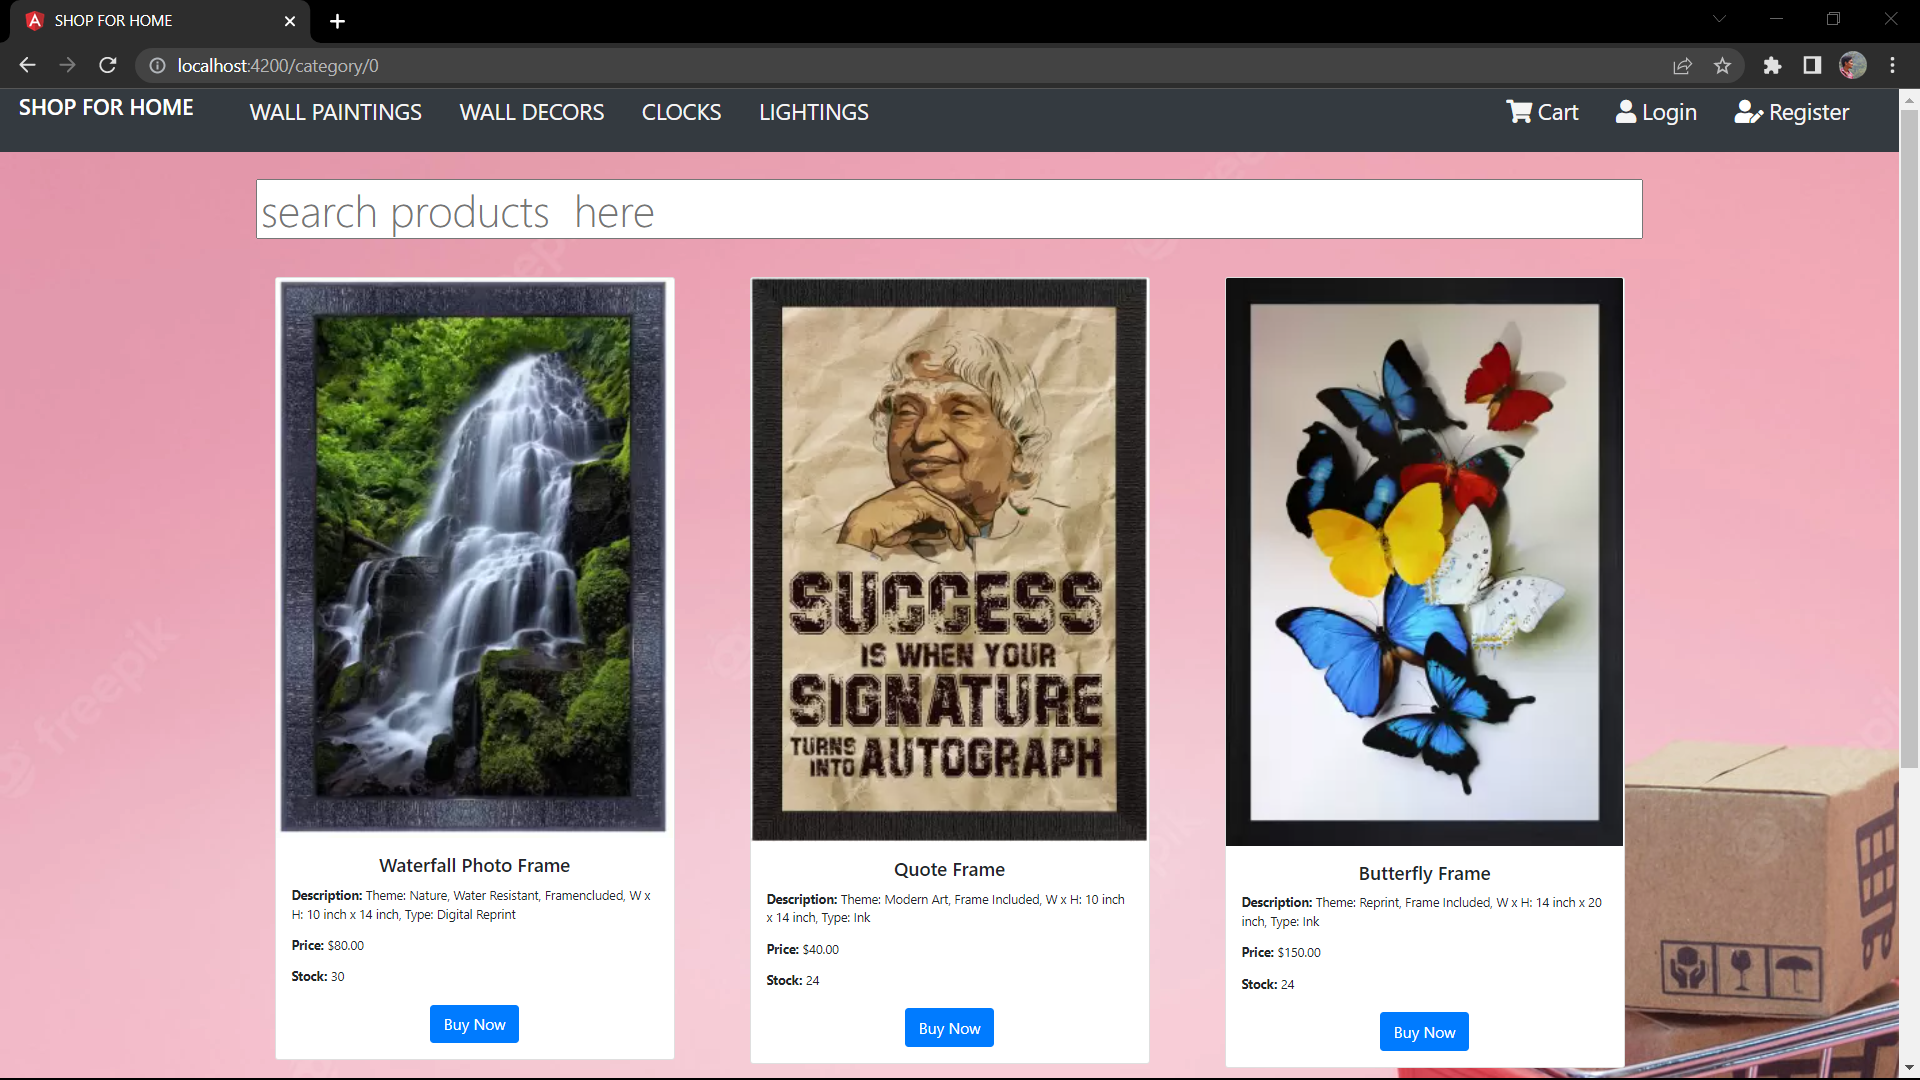 SHOP FOR HOME
localhost:4200/category/0
SHOP FOR HOME WALL PAINTINGS WALL DECORS CLOCKS LIGHTINGS Cart Login Register
search products  here
SUCCESS
IS WHEN YOUR
SIGNATURE
TURNS
INTO AUTOGRAPH
Waterfall Photo Frame
Description: Theme: Nature, Water Resistant, Framencluded, W x
H: 10 inch x 14 inch, Type: Digital Reprint
Price: $80.00
Stock: 30
Buy Now
Quote Frame
Description: Theme: Modern Art, Frame Included, W x H: 10 inch
x 14 inch, Type: Ink
Price: $40.00
Stock: 24
Buy Now
Butterfly Frame
Description: Theme: Reprint, Frame Included, W x H: 14 inch x 20
inch, Type: Ink
Price: $150.00
Stock: 24
Buy Now
freepik